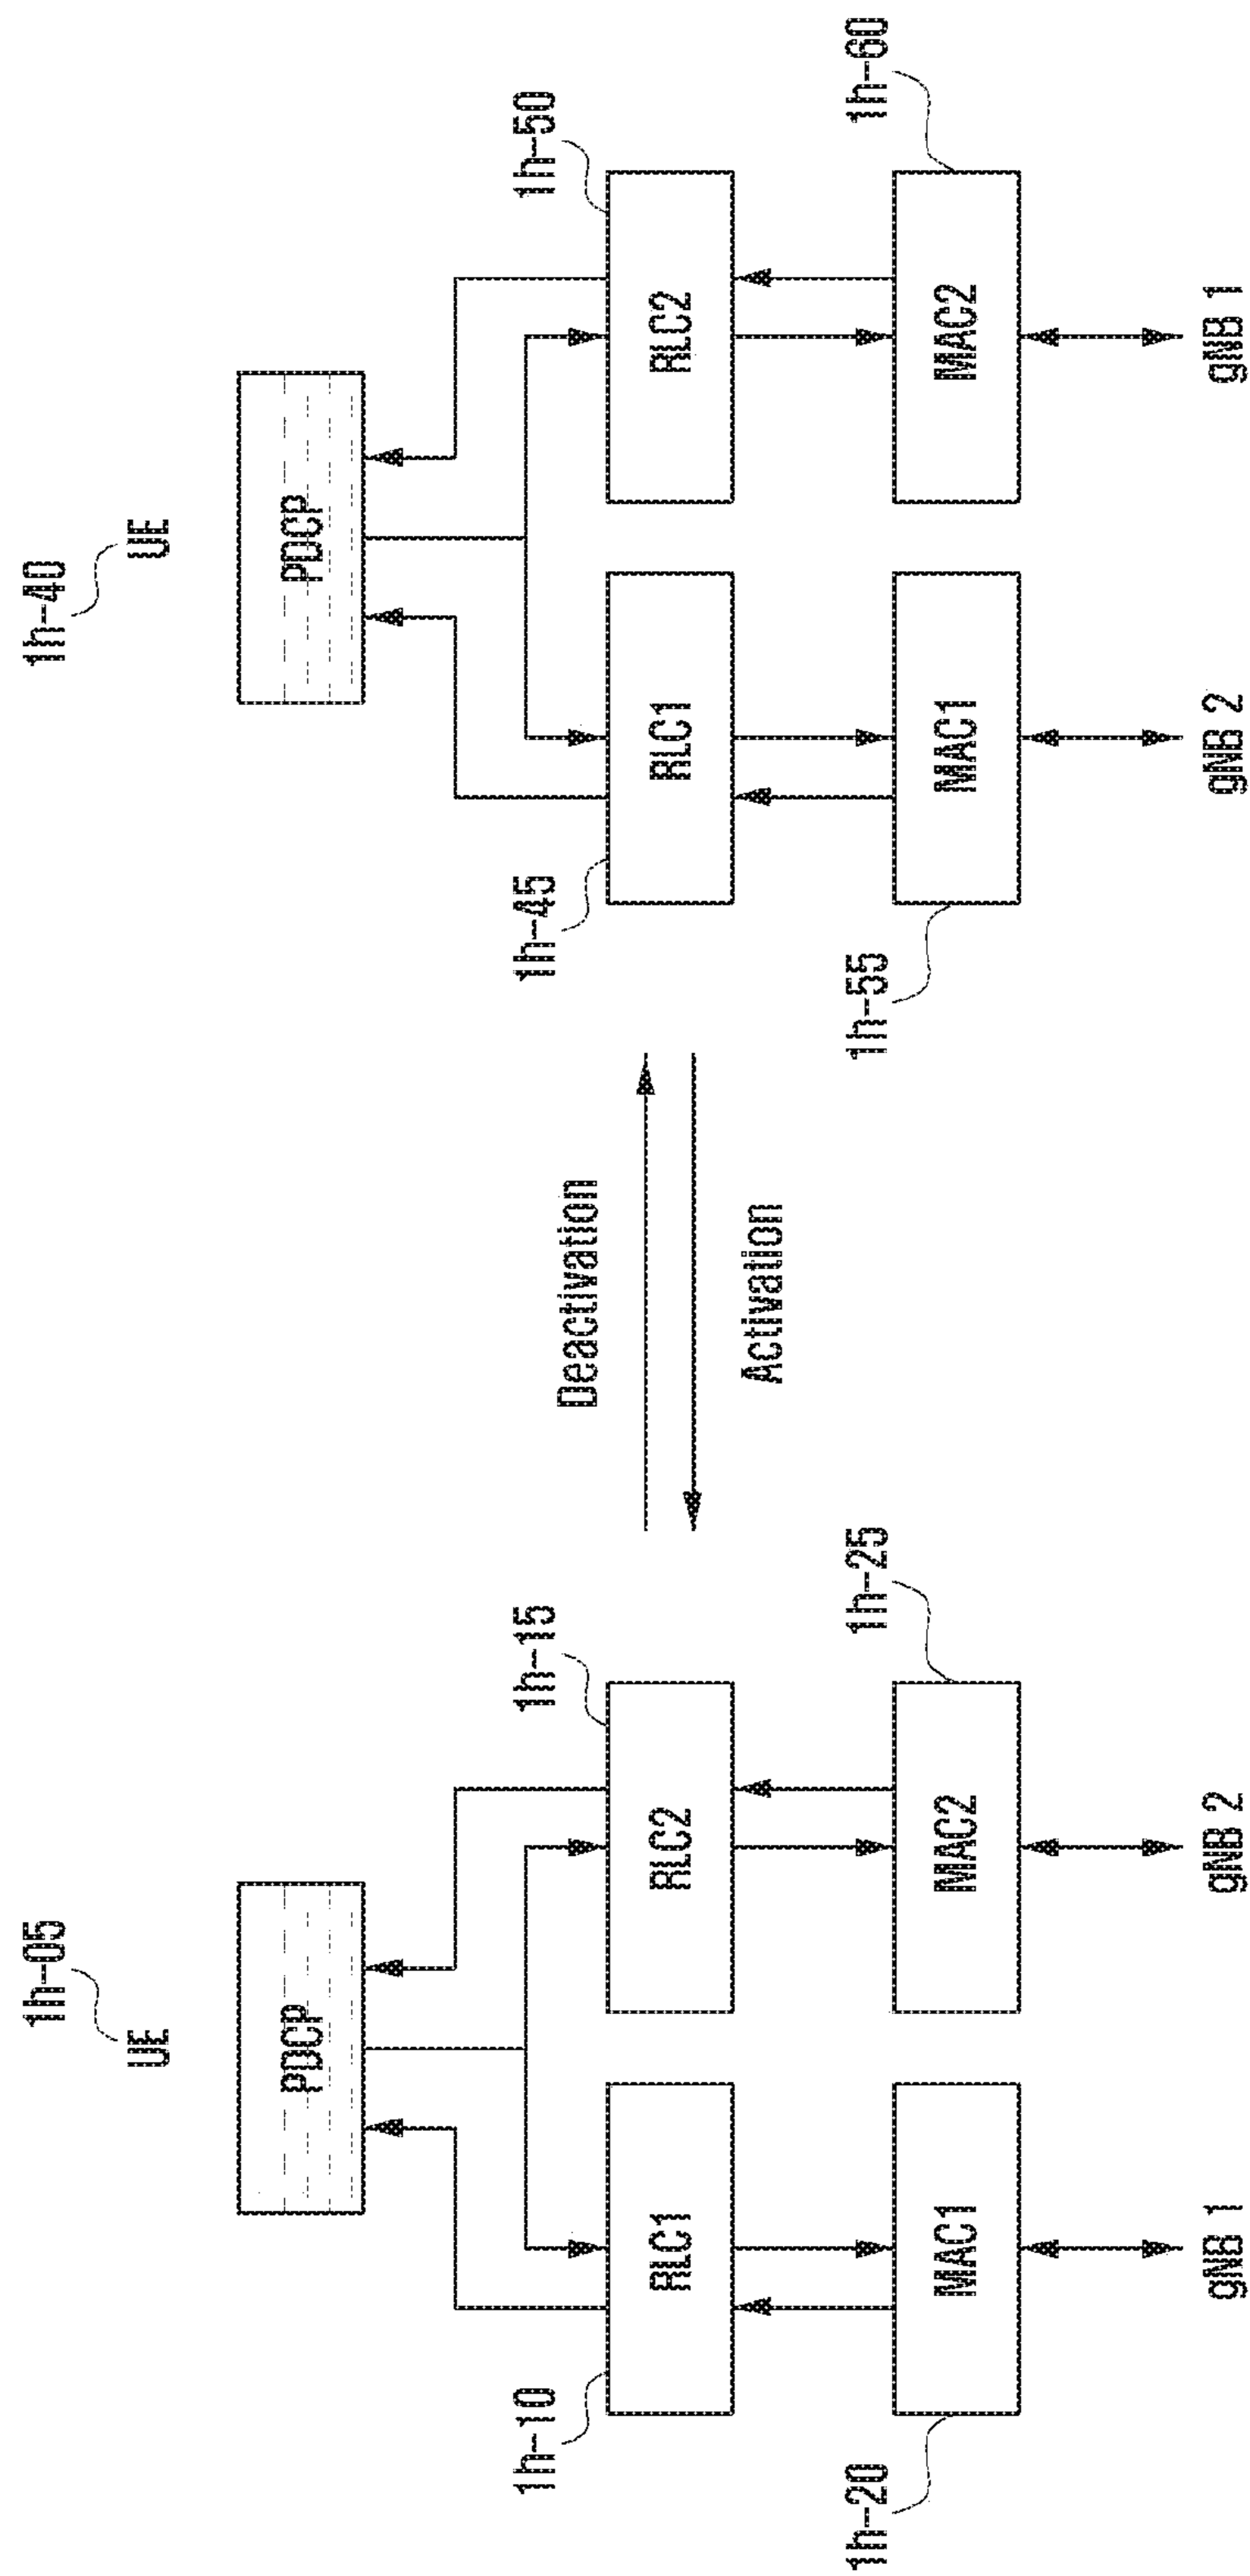 1h-05
UE
PDCP
1h-10
1h-15
RLC1
RLC2
1h-20
1h-25
MAC1
MAC2
gNB 1
gNB 2
Deactivation
Activation
1h-40
UE
PDCP
1h-45
1h-50
RLC1
RLC2
1h-55
1h-60
MAC1
MAC2
gNB 2
gNB 1